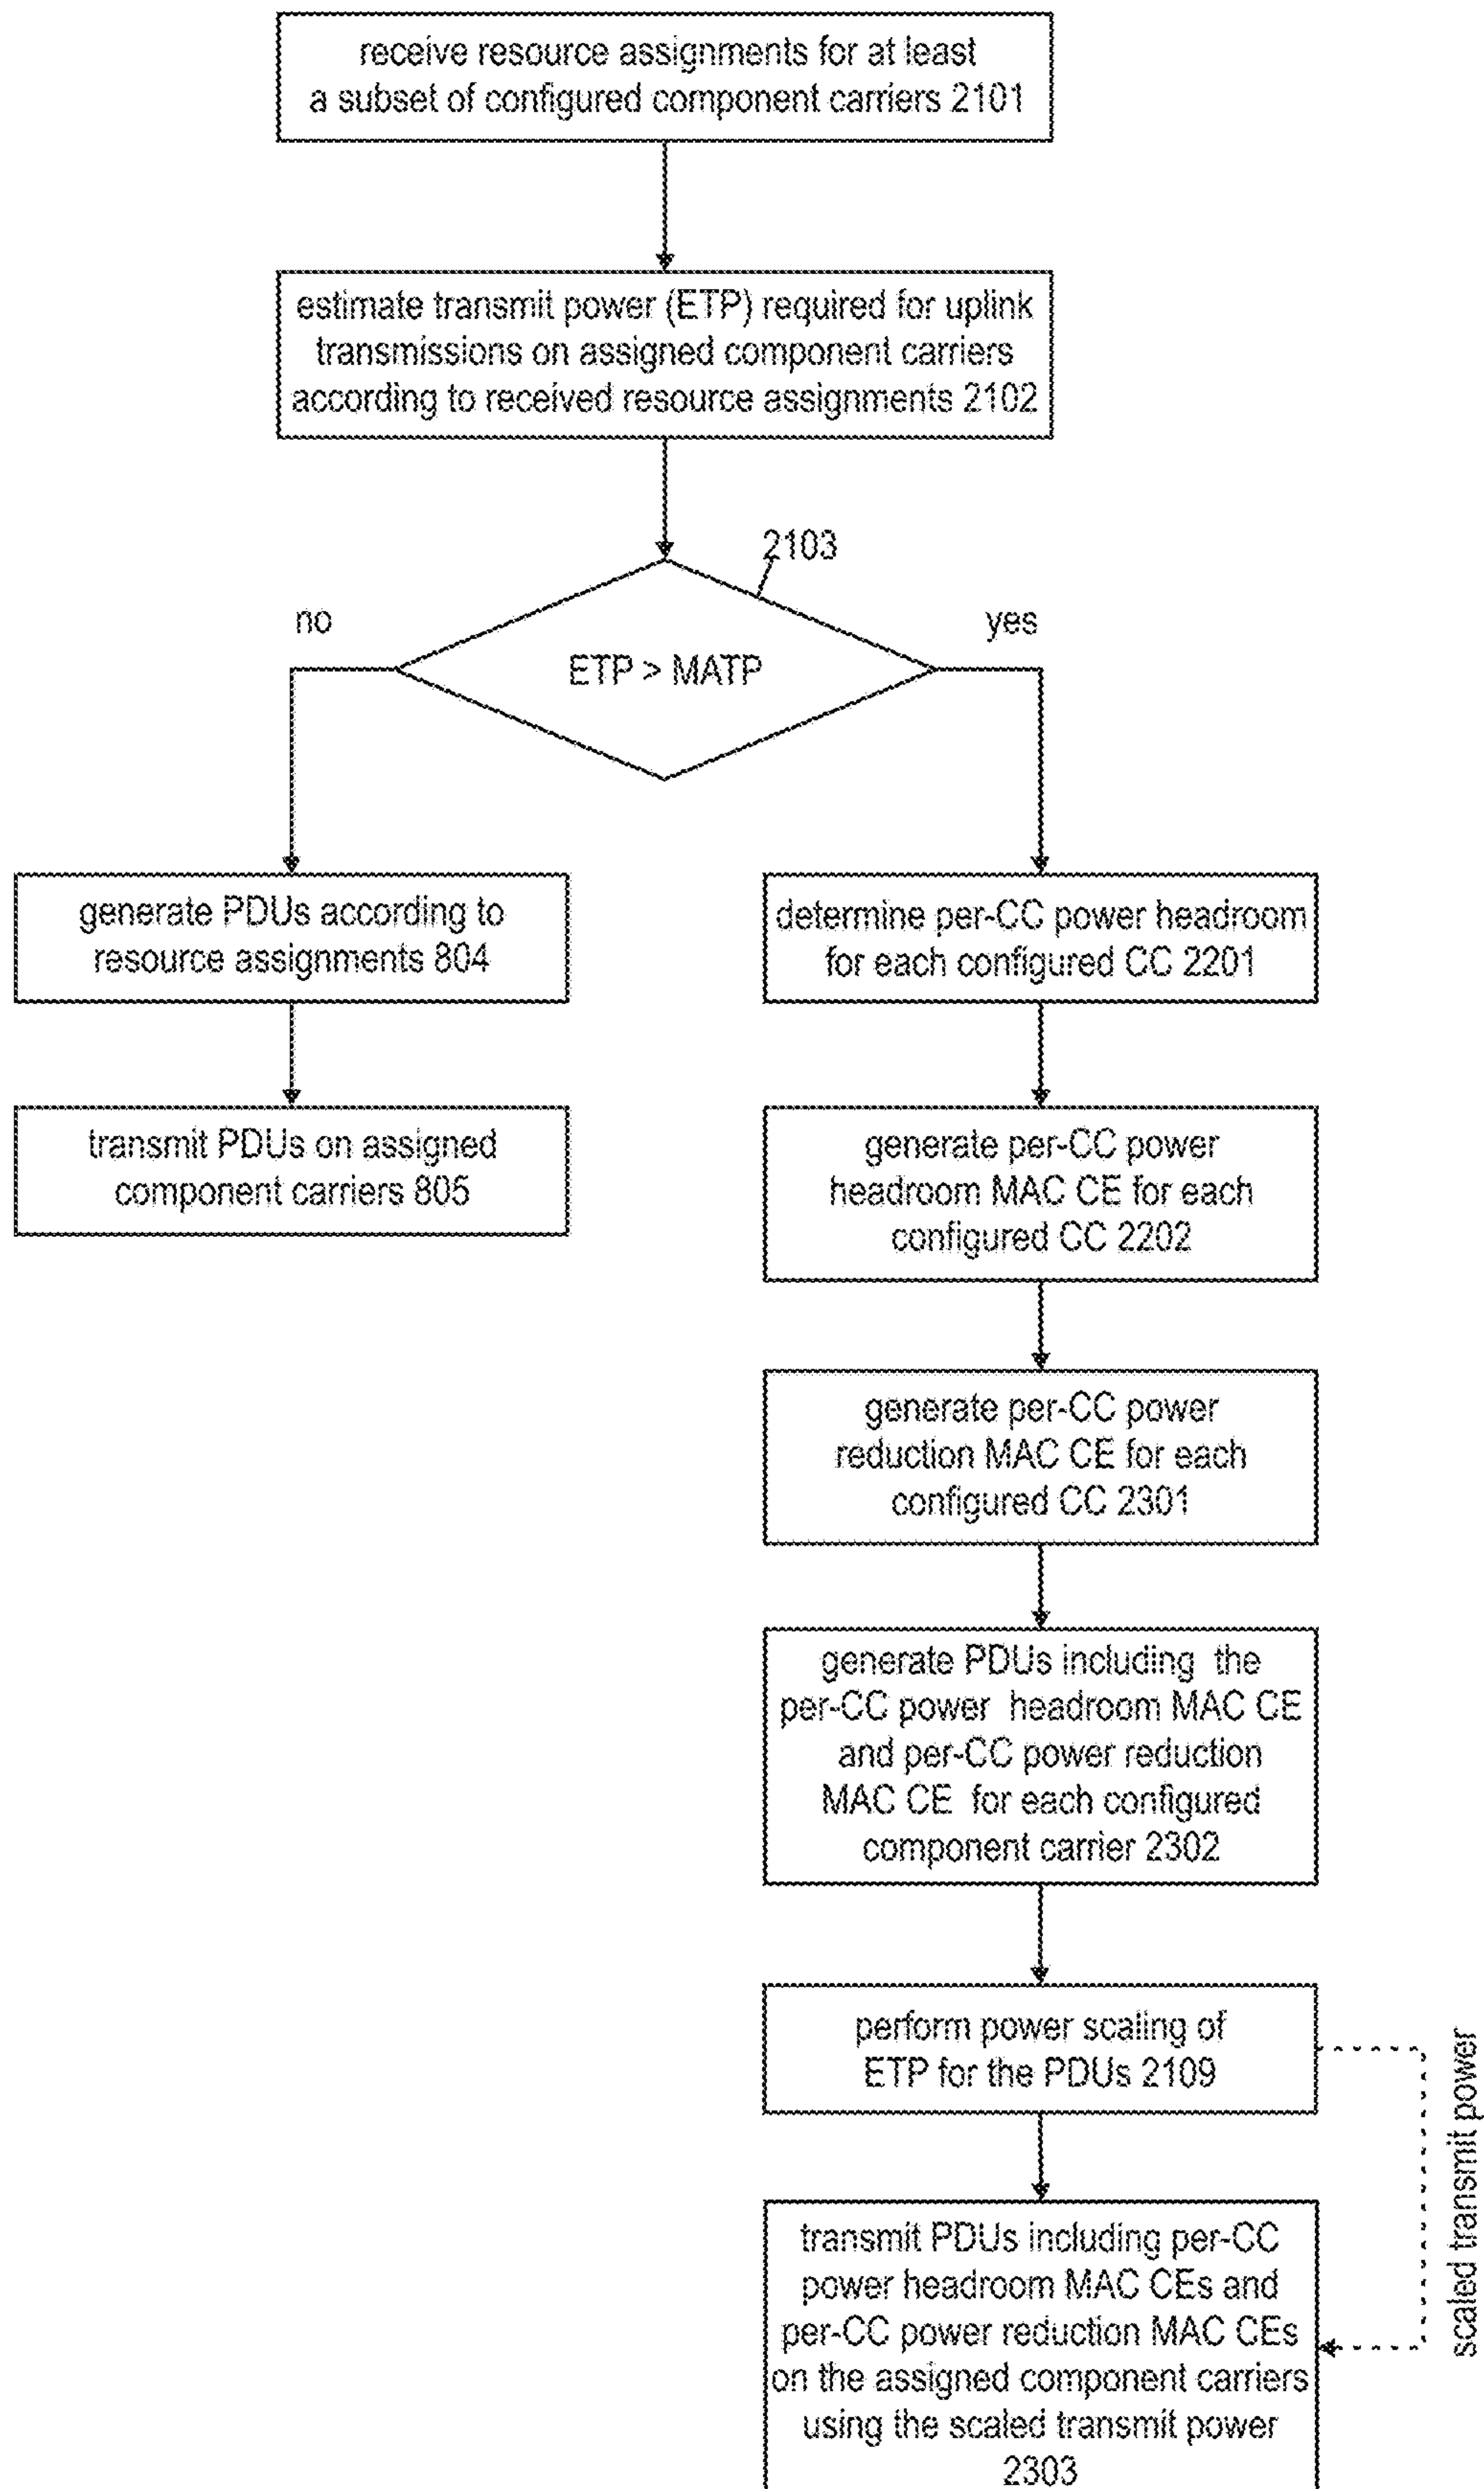 receive resource assignments for at least
a subset of configured component carriers 2101
estimate transmit power (ETP) required for uplink
transmissions on assigned component carriers
according to received resource assignments 2102
2103
no
yes
ETP > MATP
generate PDUs according to
resource assignments 804
transmit PDUs on assigned
component carriers 805
determine per-CC power headroom
for each configured CC 2201
generate per-CC power
headroom MAC CE for each
configured CC 2202
generate per-CC power
reduction MAC CE for each
configured CC 2301
generate PDUs including the
per-CC power headroom MAC CE
and per-CC power reduction
MAC CE for each configured
component carrier 2302
perform power scaling of
ETP for the PDUs 2109
scaled transmit power
transmit PDUs including per-CC
power headroom MAC CEs and
per-CC power reduction MAC CEs
on the assigned component carriers
using the scaled transmit power
2303